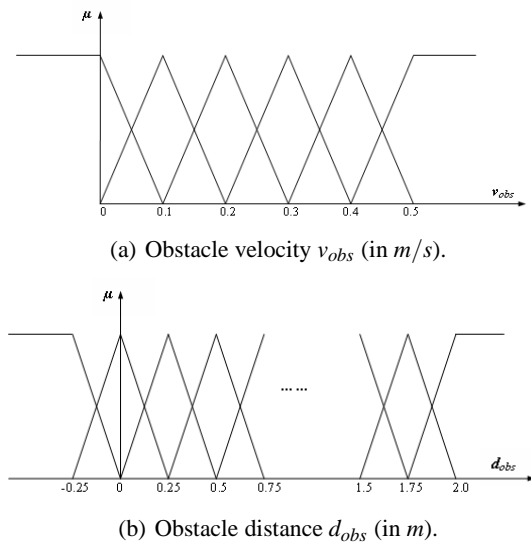 μ
v_obs
0 0.1 0.2 0.3 0.4 0.5
(a) Obstacle velocity v_obs (in m/s).
μ
... ...
d_obs
-0.25 0 0.25 0.5 0.75 1.5 1.75 2.0
(b) Obstacle distance d_obs (in m).